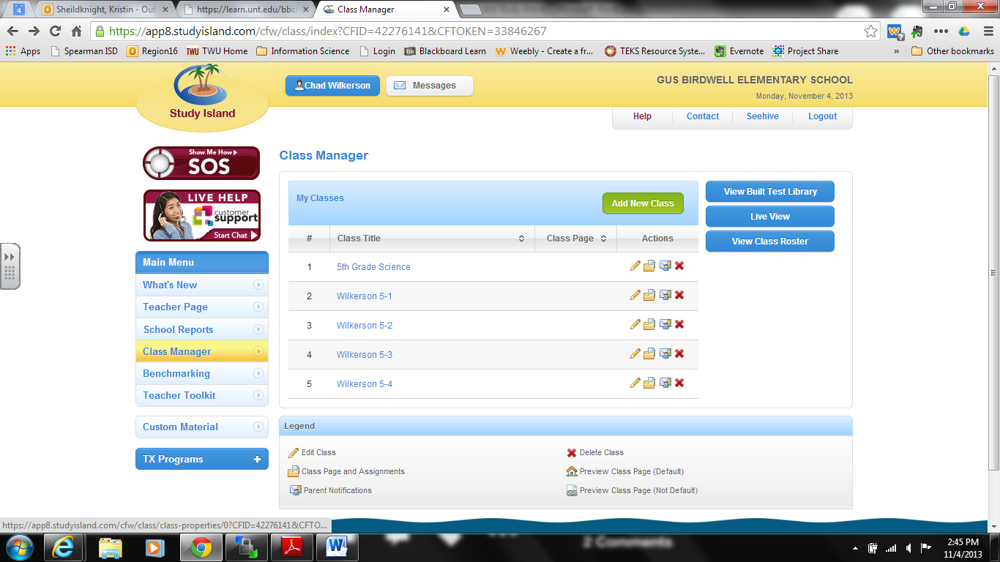 4
Sheildknight, Kristin - Out
https://learn.unt.edu/bbcs
Class Manager
https://app8.studyisland.com/cfw/class/index?CFID=42276141&CFTOKEN=33846267
Apps
Spearman ISD
Region16
TWU TWU Home
Information Science
Login
Bb Blackboard Learn
Weebly - Create a fr...
TEKS Resource Syste...
Evernote
Project Share
»
Other bookmarks
Study Island
Chad Wilkerson
Messages
GUS BIRDWELL ELEMENTARY SCHOOL
Monday, November 4, 2013
Help
Contact
Seehive
Logout
Show Me How
SOS
LIVE HELP
customer
support
Start Chat
Main Menu
What's New
Teacher Page
School Reports
Class Manager
Benchmarking
Teacher Toolkit
Custom Material
TX Programs +
Class Manager
My Classes
Add New Class
# Class Title Class Page Actions
1 5th Grade Science
2 Wilkerson 5-1
3 Wilkerson 5-2
4 Wilkerson 5-3
5 Wilkerson 5-4
View Built Test Library
Live View
View Class Roster
Legend
Edit Class
Class Page and Assignments
Parent Notifications
Delete Class
Preview Class Page (Default)
Preview Class Page (Not Default)
https://app8.studyisland.com/cfw/class/class-properties/0?CFID=42276141&CFTO...
2 Comments
2:45 PM
11/4/2013